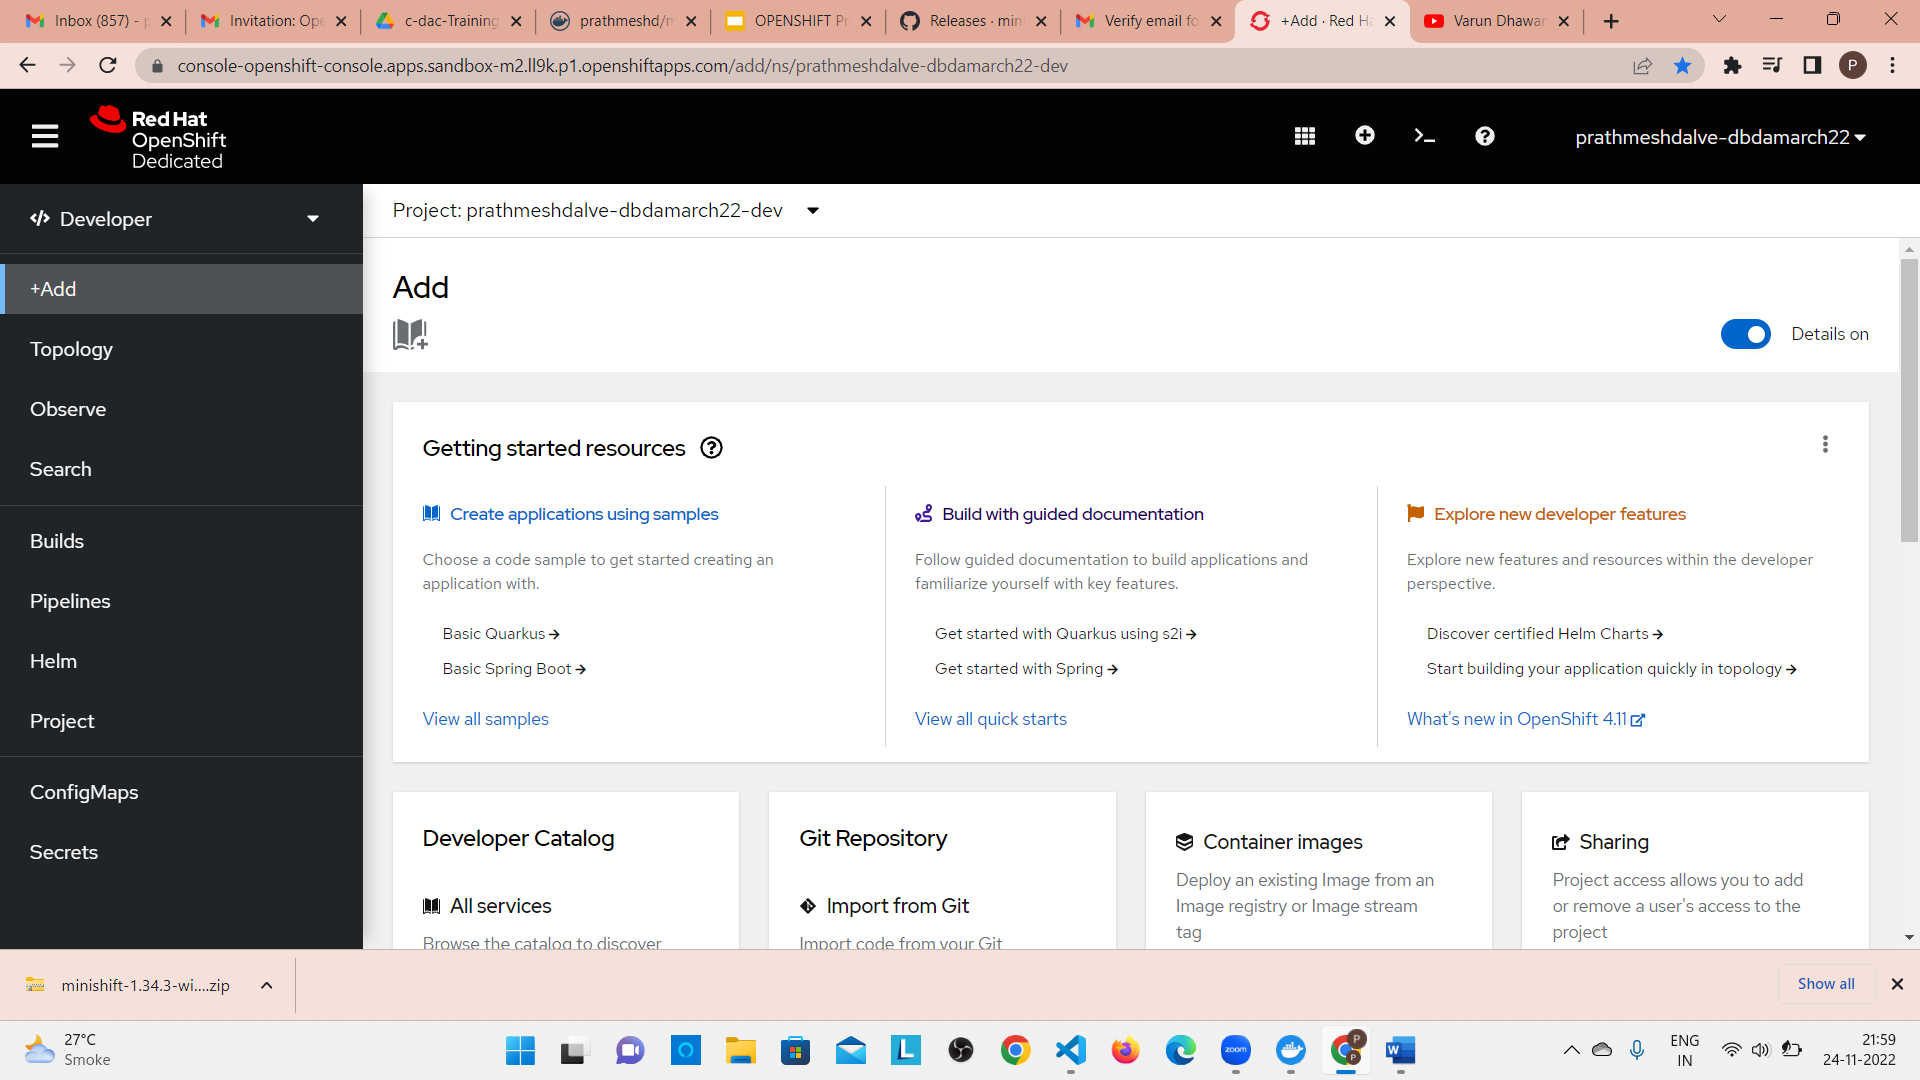 Inbox (857) - p
Invitation: Ope
c-dac-Training
prathmeshd/m
OPENSHIFT Pr
Releases · mini
Verify email fo
+Add · Red Ha
Varun Dhawan
console-openshift-console.apps.sandbox-m2.ll9k.p1.openshiftapps.com/add/ns/prathmeshdalve-dbdamarch22-dev
P
Red Hat
OpenShift
Dedicated
prathmeshdalve-dbdamarch22
Developer
Project: prathmeshdalve-dbdamarch22-dev
+Add
Topology
Observe
Search
Builds
Pipelines
Helm
Project
ConfigMaps
Secrets
Add
Details on
Getting started resources
Create applications using samples
Choose a code sample to get started creating an
application with.
Basic Quarkus
Basic Spring Boot
View all samples
Build with guided documentation
Follow guided documentation to build applications and
familiarize yourself with key features.
Get started with Quarkus using s2i
Get started with Spring
View all quick starts
Explore new developer features
Explore new features and resources within the developer
perspective.
Discover certified Helm Charts
Start building your application quickly in topology
What's new in OpenShift 4.11
Developer Catalog
All services
Browse the catalog to discover
Git Repository
Import from Git
Import code from your Git
Container images
Deploy an existing Image from an
Image registry or Image stream
tag
Sharing
Project access allows you to add
or remove a user's access to the
project
minishift-1.34.3-wi....zip
Show all
27°C
Smoke
L
zoom
P
P
W
ENG
IN
21:59
24-11-2022